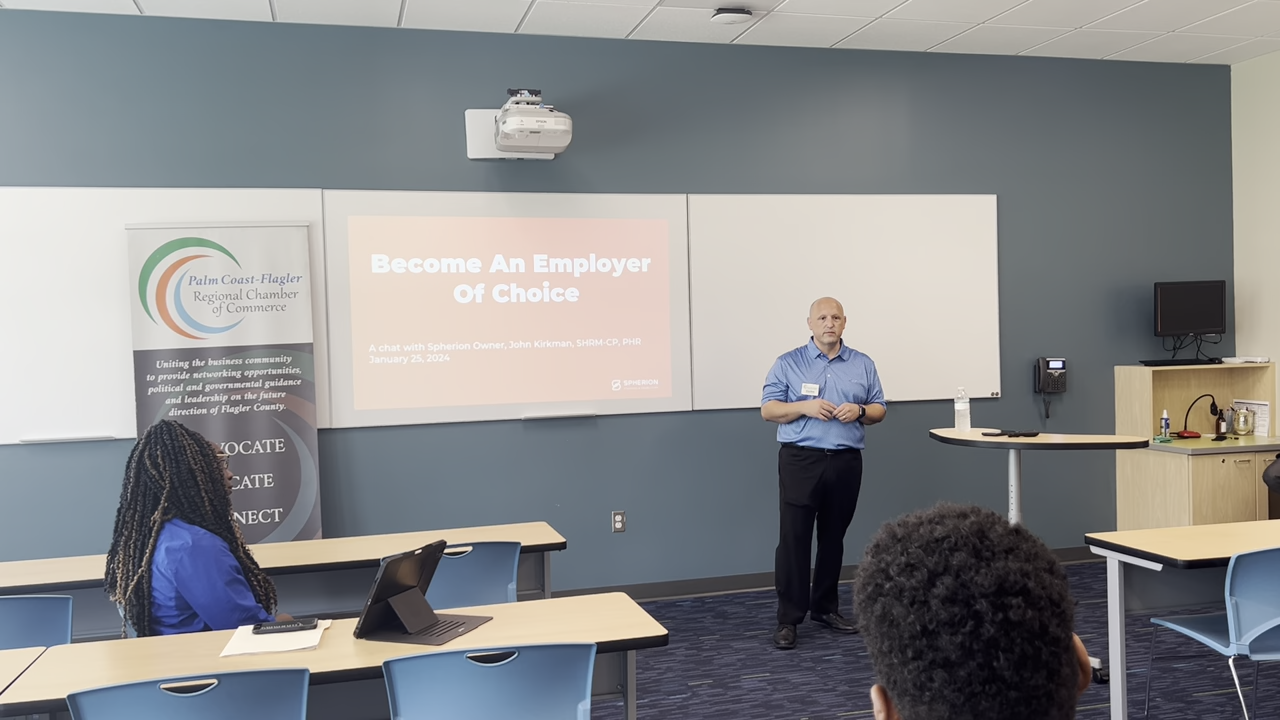 Palm Coast-Flagler
Regional Chamber
of Commerce
Uniting the business community
to provide networking opportunities,
political and governmental guidance
and leadership on the future
direction of Flagler County.
VOCATE
CATE
NNECT
Become An Employer
Of Choice
A chat with Spherion Owner, John Kirkman, SHRM-CP, PHR
January 25, 2024
SPHERION
EPSON